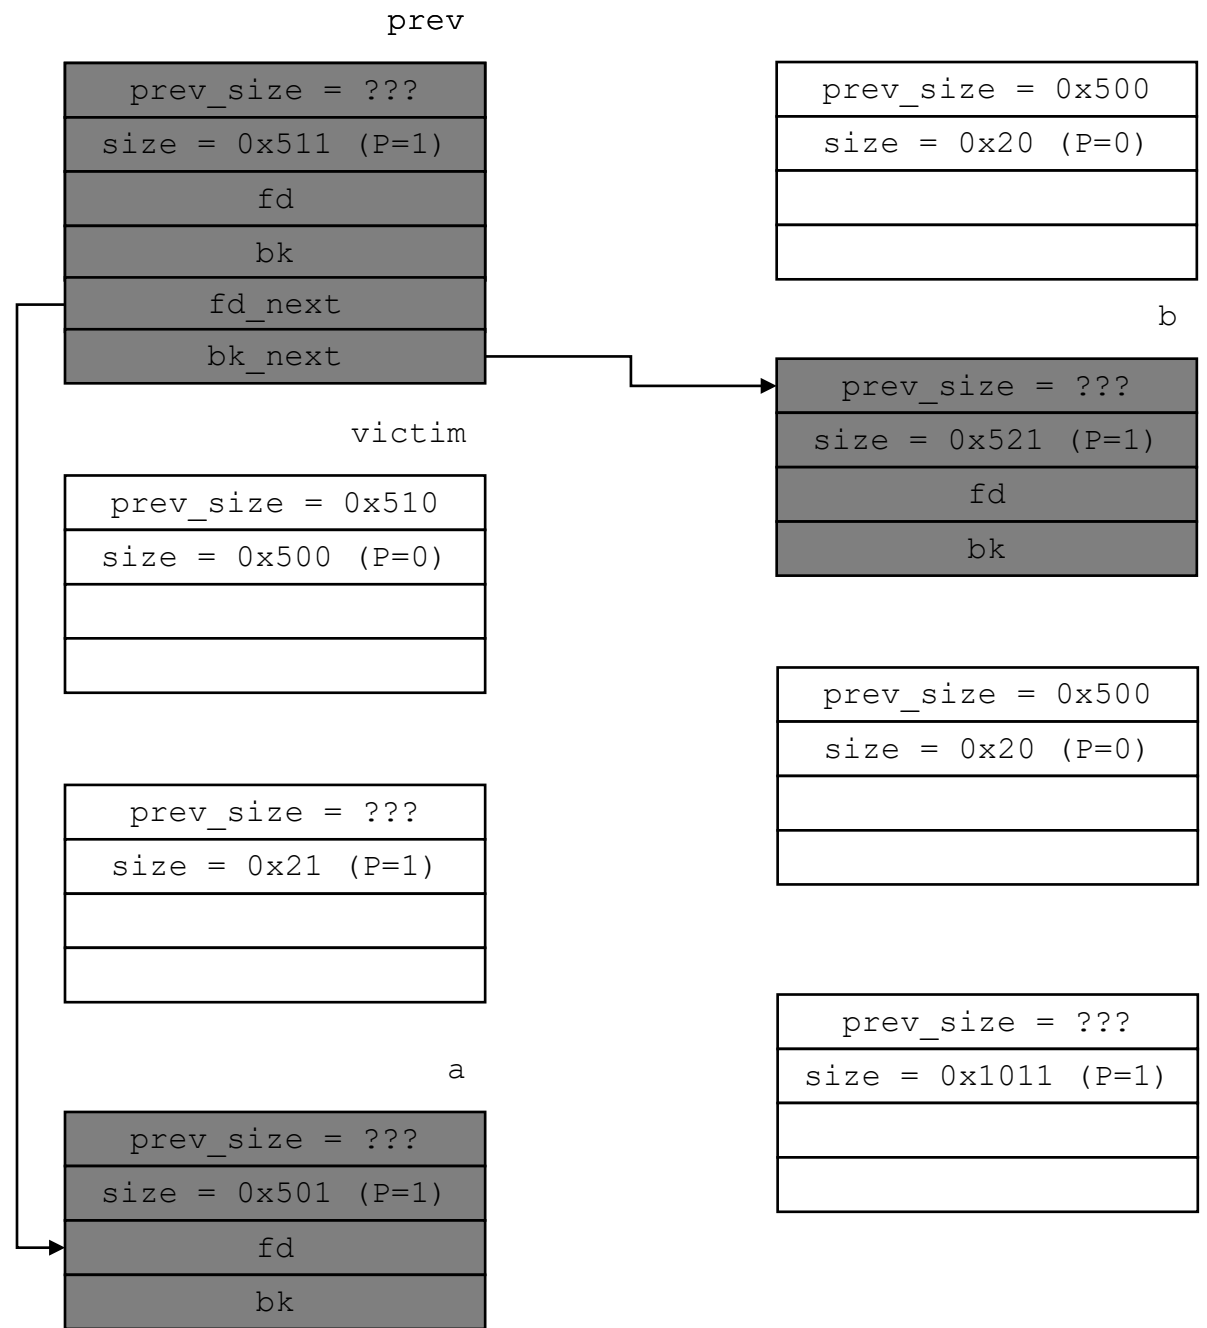 prev
prev_size = ???
size = 0x511 (P=1)
fd
bk
fd_next
bk_next
victim
prev_size = 0x510
size = 0x500 (P=0)
prev_size = ???
size = 0x21 (P=1)
a
prev_size = ???
size = 0x501 (P=1)
fd
bk
prev_size = 0x500
size = 0x20 (P=0)
b
prev_size = ???
size = 0x521 (P=1)
fd
bk
prev_size = 0x500
size = 0x20 (P=0)
prev_size = ???
size = 0x1011 (P=1)